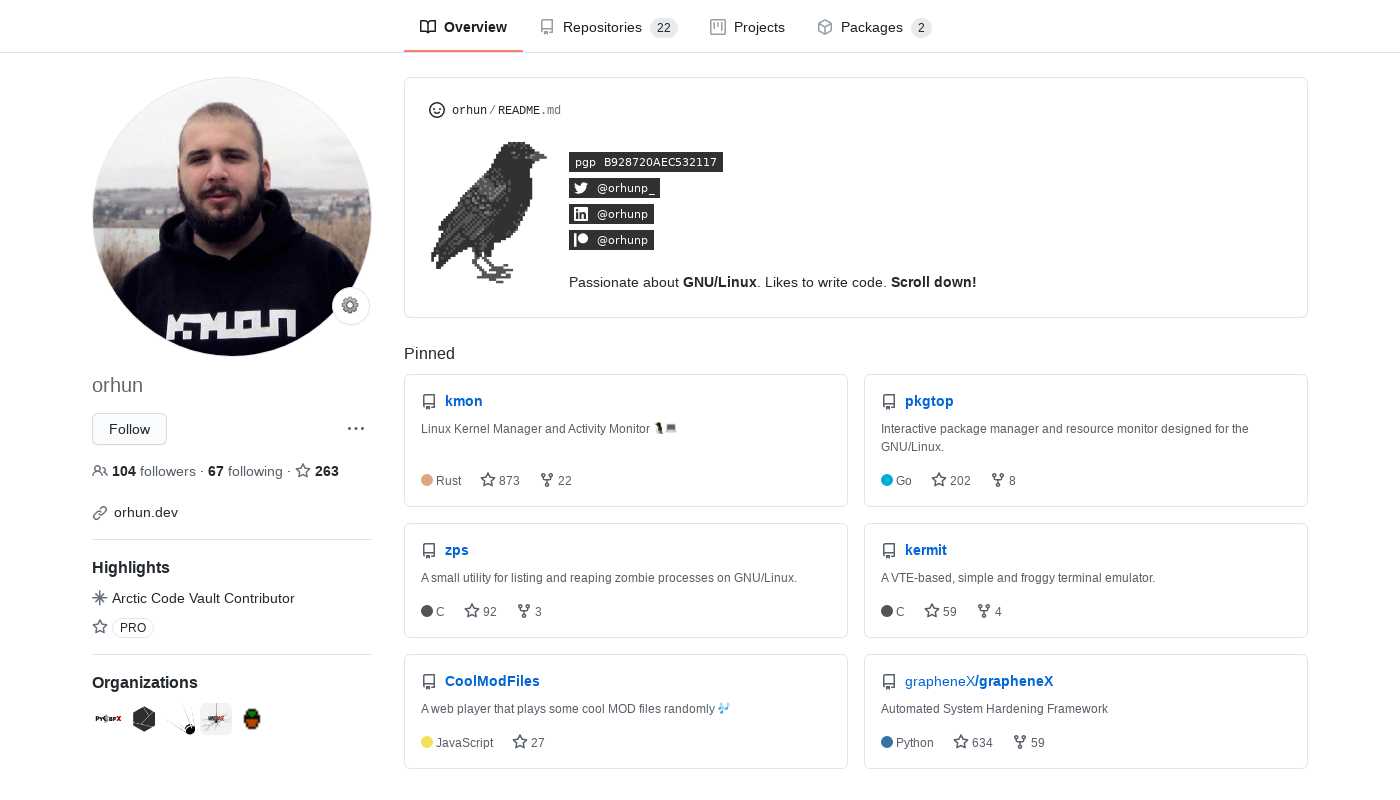 Overview
Repositories 22
Projects
Packages 2
orhun/README.md
pgp B928720AEC532117
@orhunp_
@orhunp
@orhunp
Passionate about GNU/Linux. Likes to write code. Scroll down!
orhun
Follow
104 followers · 67 following · 263
orhun.dev
Highlights
Arctic Code Vault Contributor
PRO
Organizations
Pinned
kmon
Linux Kernel Manager and Activity Monitor 🐧💻
Rust 873 22
pkgtop
Interactive package manager and resource monitor designed for the
GNU/Linux.
Go 202 8
zps
A small utility for listing and reaping zombie processes on GNU/Linux.
C 92 3
kermit
A VTE-based, simple and froggy terminal emulator.
C 59 4
CoolModFiles
A web player that plays some cool MOD files randomly 🎶
JavaScript 27
grapheneX/grapheneX
Automated System Hardening Framework
Python 634 59